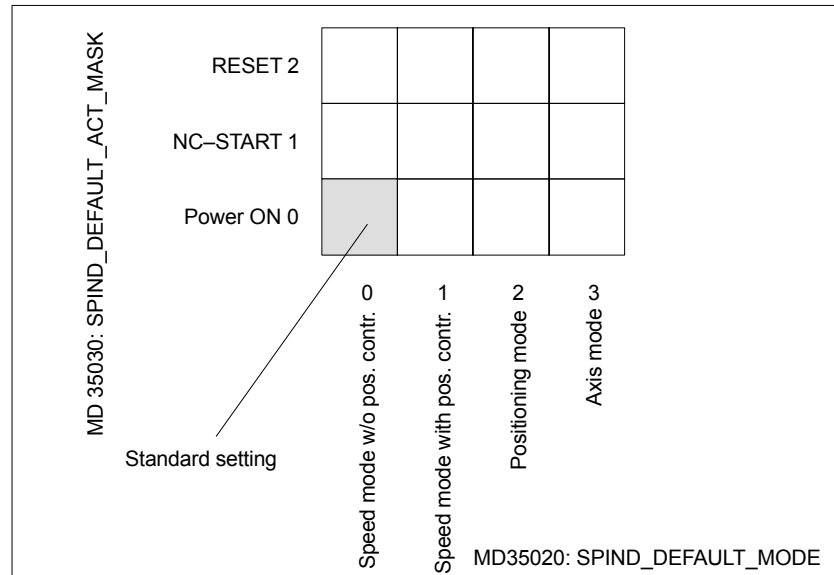 MD 35030: SPIND_DEFAULT_ACT_MASK
RESET 2
NC–START 1
Power ON 0
0
1
2
3
Speed mode w/o pos. contr.
Speed mode with pos. contr.
Positioning mode
Axis mode
Standard setting
MD35020: SPIND_DEFAULT_MODE